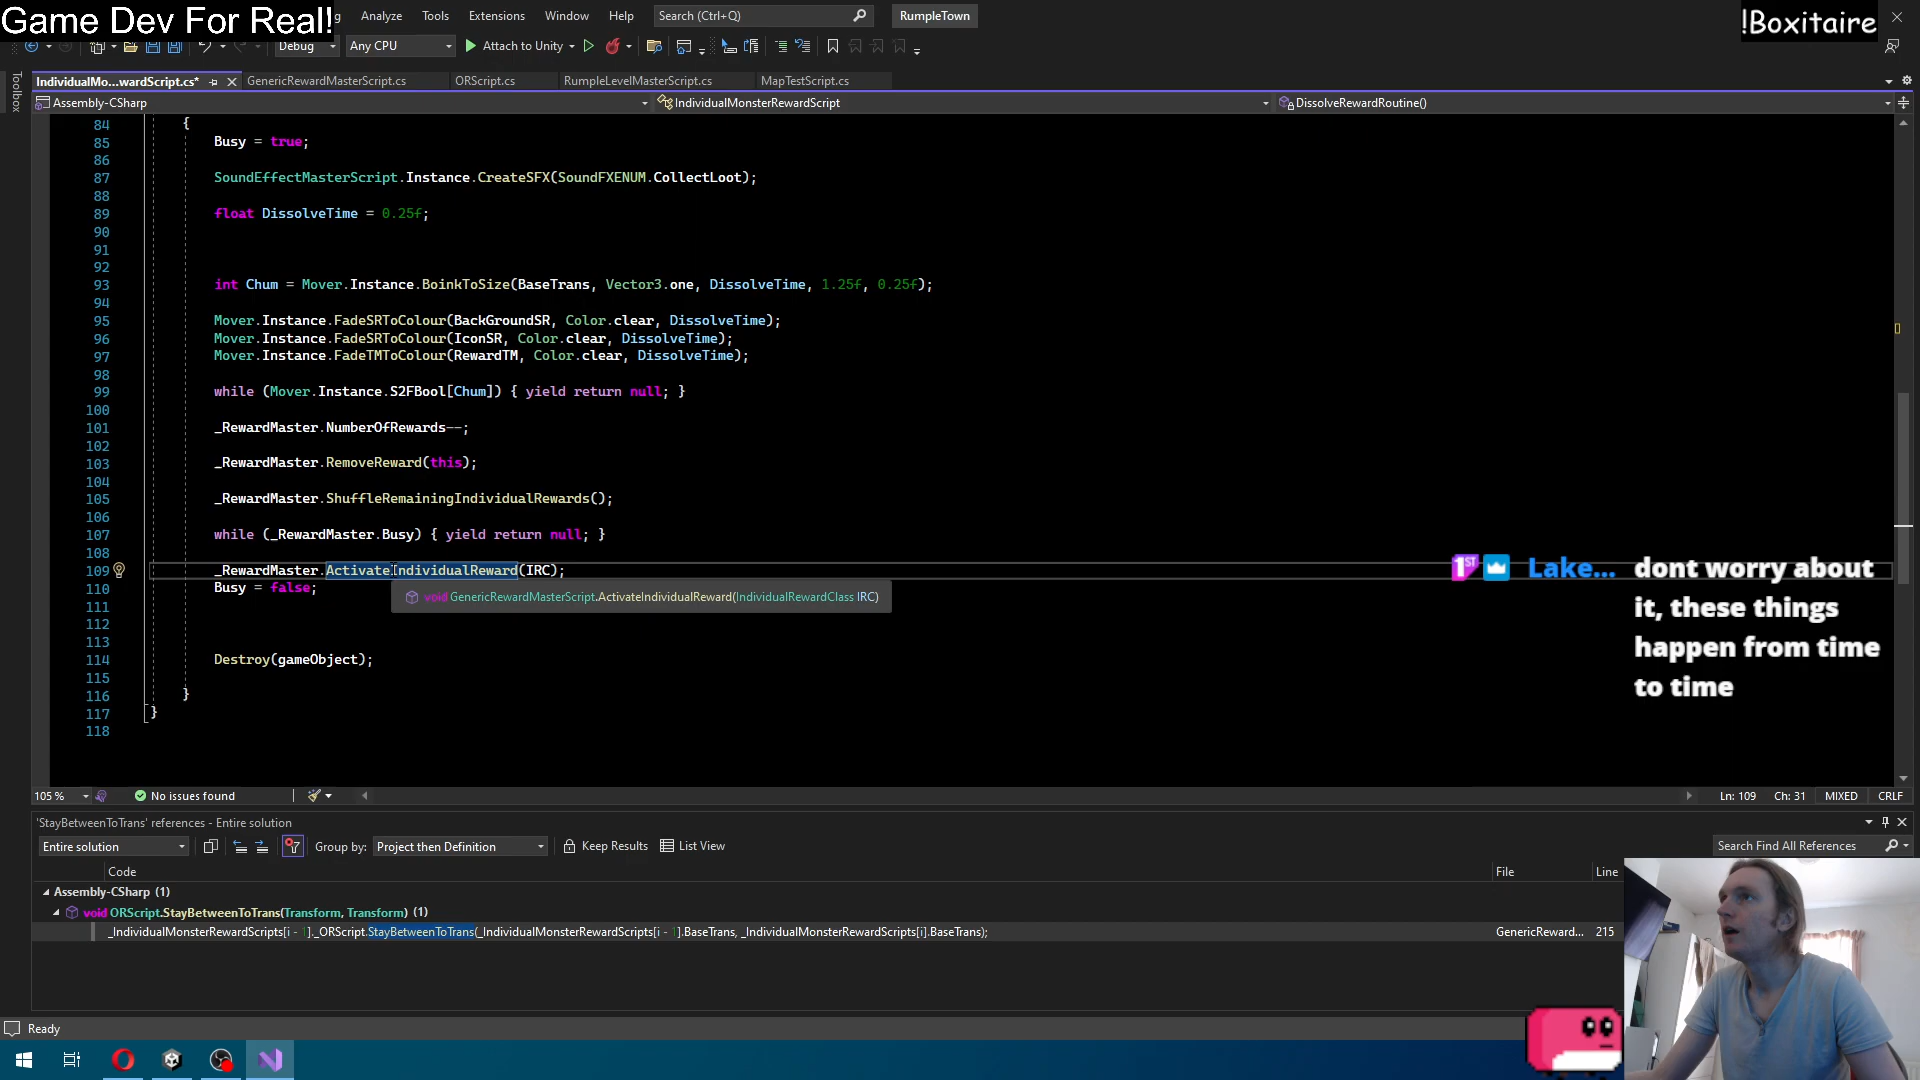 Game Dev For Real!
g Analyze Tools Extensions Window Help Search (Ctrl+Q) RumpleTown
!Boxitaire
Debug Any CPU Attach to Unity
Toolbox
IndividualMo...wardScript.cs* GenericRewardMasterScript.cs ORScript.cs RumpleLevelMasterScript.cs MapTestScript.cs
Assembly-CSharp IndividualMonsterRewardScript DissolveRewardRoutine()
84 {
85 Busy = true;
86
87 SoundEffectMasterScript.Instance.CreateSFX(SoundFXENUM.CollectLoot);
88
89 float DissolveTime = 0.25f;
90
91
92
93 int Chum = Mover.Instance.BoinkToSize(BaseTrans, Vector3.one, DissolveTime, 1.25f, 0.25f);
94
95 Mover.Instance.FadeSRToColour(BackGroundSR, Color.clear, DissolveTime);
96 Mover.Instance.FadeSRToColour(IconSR, Color.clear, DissolveTime);
97 Mover.Instance.FadeTMToColour(RewardTM, Color.clear, DissolveTime);
98
99 while (Mover.Instance.S2FBool[Chum]) { yield return null; }
100
101 _RewardMaster.NumberOfRewards--;
102
103 _RewardMaster.RemoveReward(this);
104
105 _RewardMaster.ShuffleRemainingIndividualRewards();
106
107 while (_RewardMaster.Busy) { yield return null; }
108
109 _RewardMaster.ActivateIndividualReward(IRC);
110 Busy = false;
void GenericRewardMasterScript.ActivateIndividualReward(IndividualRewardClass IRC)
111
112
113
114 Destroy(gameObject);
115
116 }
117 }
118
Lake... dont worry about
it, these things
happen from time
to time
105 % No issues found Ln: 109 Ch: 31 MIXED CRLF
'StayBetweenToTrans' references - Entire solution
Entire solution Group by: Project then Definition Keep Results List View Search Find All References
Code File Line
Assembly-CSharp (1)
void ORScript.StayBetweenToTrans(Transform, Transform) (1)
_IndividualMonsterRewardScripts[i - 1]._ORScript.StayBetweenToTrans(_IndividualMonsterRewardScripts[i - 1].BaseTrans, _IndividualMonsterRewardScripts[i].BaseTrans); GenericReward... 215
Ready